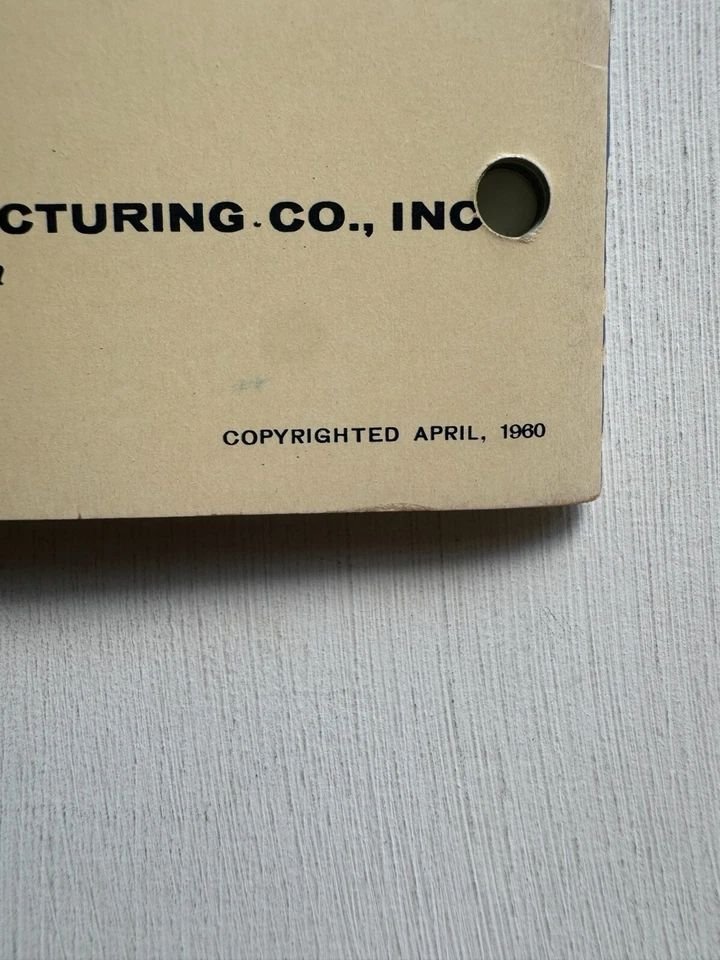 CTURING CO., INC
COPYRIGHTED APRIL, 1960